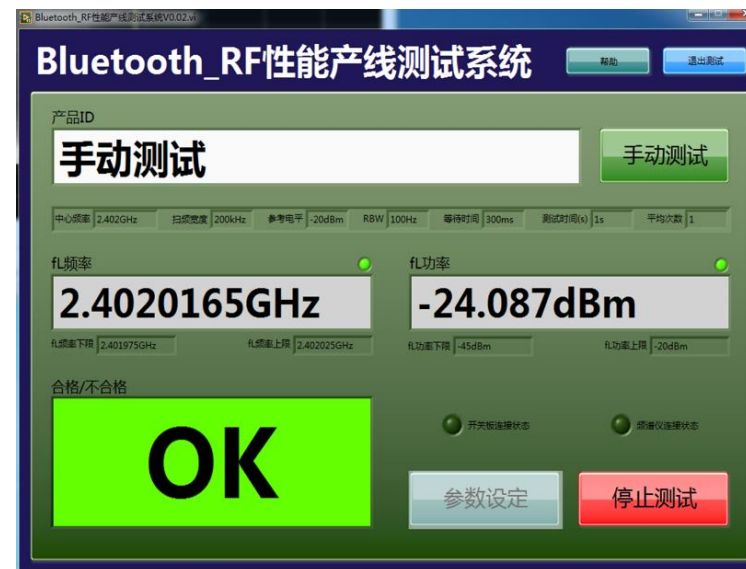 Bluetooth_RF性能产线测试系统V0.02.vi
Bluetooth_RF性能产线测试系统
帮助
退出测试
产品ID
手动测试
手动测试
中心频率 2.402GHz 扫频宽度 200kHz 参考电平 -20dBm RBW 100Hz 等待时间 300ms 测试时间(s) 1s 平均次数 1
fL频率
fL功率
2.4020165GHz
-24.087dBm
fL频率下限 2.401975GHz fL频率上限 2.402025GHz
fL功率下限 -45dBm fL功率上限 -20dBm
合格/不合格
OK
开关板连接状态
频谱仪连接状态
参数设定
停止测试